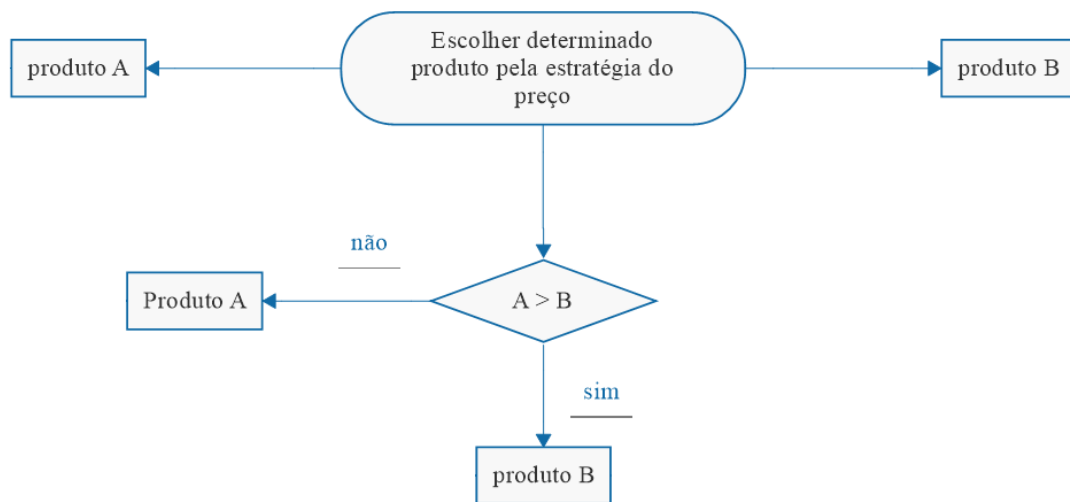 Escolher determinado
produto pela estratégia do
preço
produto A
produto B
não
Produto A
A > B
sim
produto B